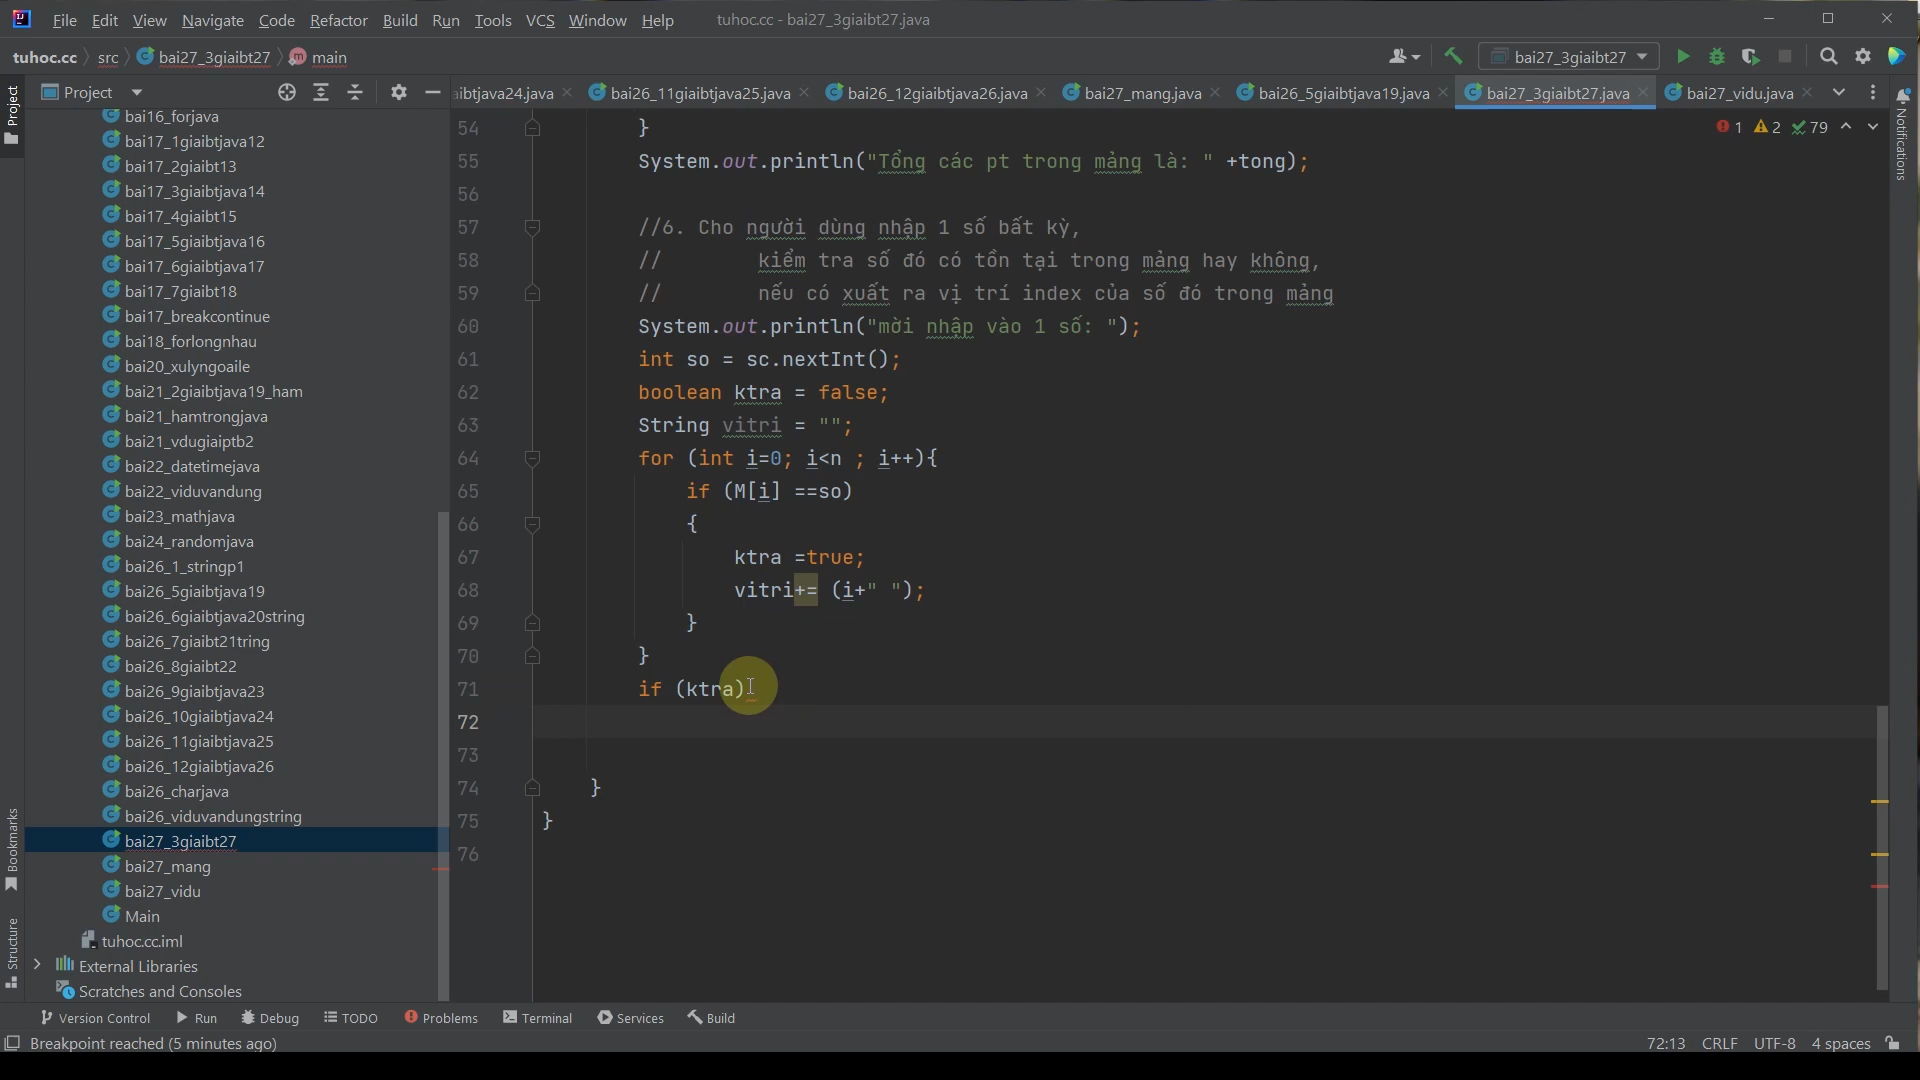 File Edit View Navigate Code Refactor Build Run Tools VCS Window Help tuhoc.cc - bai27_3giaibt27.java
tuhoc.cc src bai27_3giaibt27 main bai27_3giaibt27
Project
Project
ibtjava24.java bai26_11giaibtjava25.java bai26_12giaibtjava26.java bai27_mang.java bai26_5giaibtjava19.java bai27_3giaibt27.java bai27_vidu.java
Notifications
1 2 79
bai16_forjava
bai17_1giaibtjava12
bai17_2giaibt13
bai17_3giaibtjava14
bai17_4giaibt15
bai17_5giaibtjava16
bai17_6giaibtjava17
bai17_7giaibt18
bai17_breakcontinue
bai18_forlongnhau
bai20_xulyngoaile
bai21_2giaibtjava19_ham
bai21_hamtrongjava
bai21_vdugiaiptb2
bai22_datetimejava
bai22_viduvandung
bai23_mathjava
bai24_randomjava
bai26_1_stringp1
bai26_5giaibtjava19
bai26_6giaibtjava20string
bai26_7giaibt21tring
bai26_8giaibt22
bai26_9giaibtjava23
bai26_10giaibtjava24
bai26_11giaibtjava25
bai26_12giaibtjava26
bai26_charjava
bai26_viduvandungstring
bai27_3giaibt27
bai27_mang
bai27_vidu
Main
tuhoc.cc.iml
External Libraries
Scratches and Consoles
Bookmarks
Structure
54 }
55 System.out.println("Tổng các pt trong mảng là: " +tong);
56
57 //6. Cho người dùng nhập 1 số bất kỳ,
58 // kiểm tra số đó có tồn tại trong mảng hay không,
59 // nếu có xuất ra vị trí index của số đó trong mảng
60 System.out.println("mời nhập vào 1 số: ");
61 int so = sc.nextInt();
62 boolean ktra = false;
63 String vitri = "";
64 for (int i=0; i<n ; i++){
65 if (M[i] ==so)
66 {
67 ktra =true;
68 vitri+= (i+" ");
69 }
70 }
71 if (ktra)
72
73
74 }
75 }
76
Version Control Run Debug TODO Problems Terminal Services Build
Breakpoint reached (5 minutes ago) 72:13 CRLF UTF-8 4 spaces